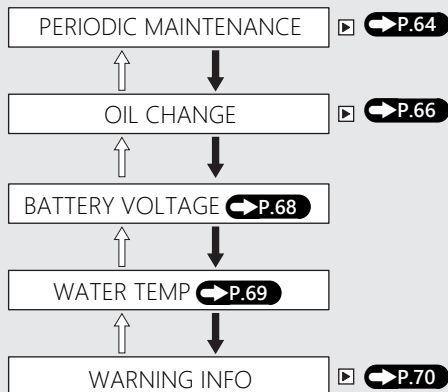 PERIODIC MAINTENANCE P.64
OIL CHANGE P.66
BATTERY VOLTAGE P.68
WATER TEMP P.69
WARNING INFO P.70